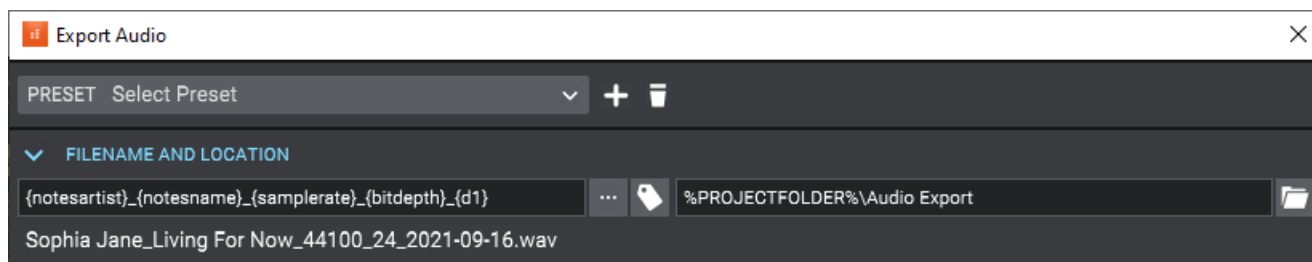 Export Audio
PRESET Select Preset
FILENAME AND LOCATION
{notesartist}_{notesname}_{samplerate}_{bitdepth}_{d1} ... %PROJECTFOLDER%\Audio Export
Sophia Jane_Living For Now_44100_24_2021-09-16.wav